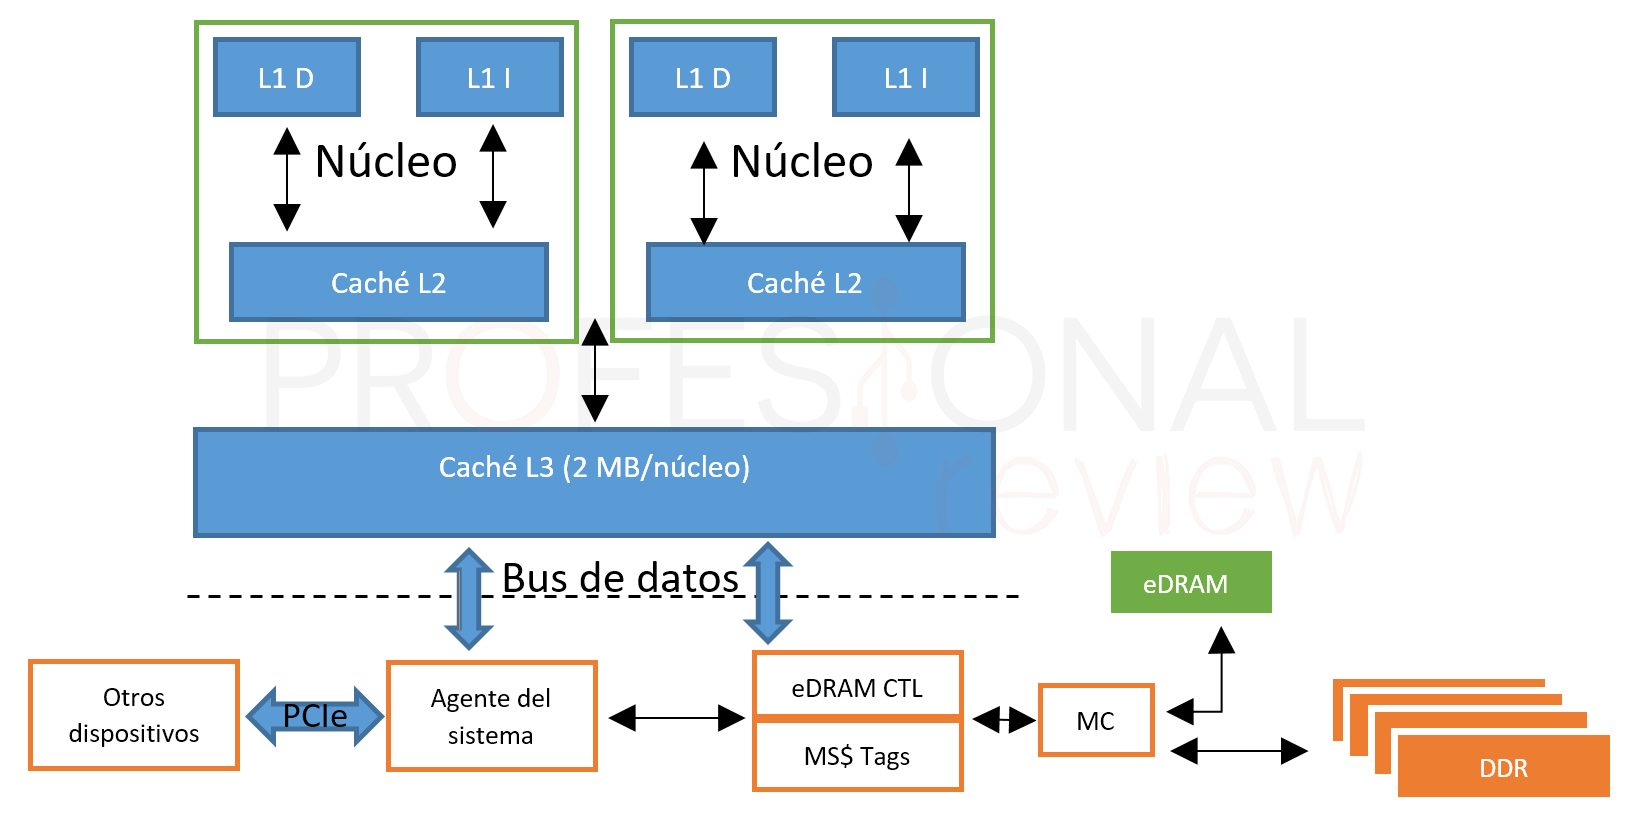 L1 D
L1 I
L1 D
L1 I
Núcleo
Núcleo
Caché L2
Caché L2
PROFESIONAL
review
Caché L3 (2 MB/núcleo)
Bus de datos
eDRAM
Otros
dispositivos
PCIe
Agente del
sistema
eDRAM CTL
MS$ Tags
MC
DDR